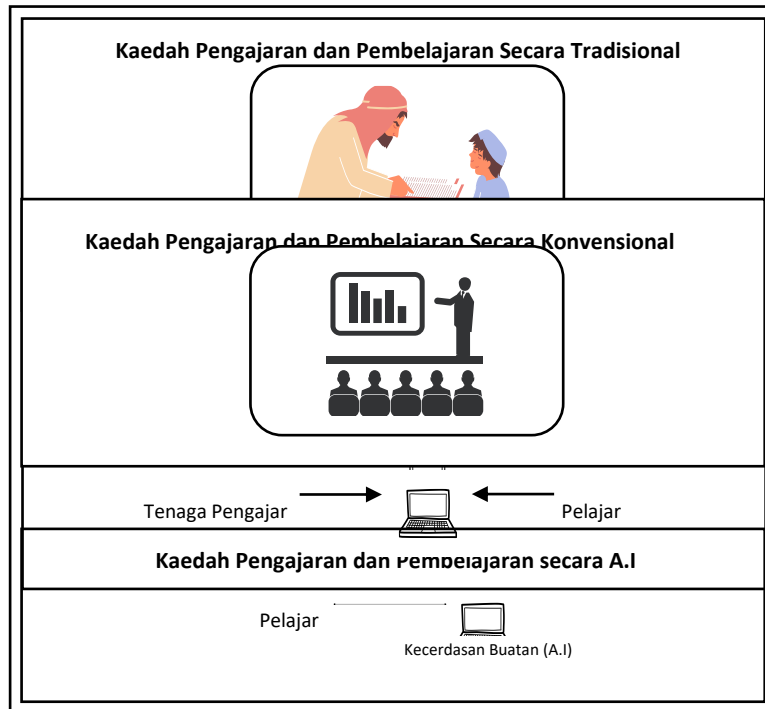 Kaedah Pengajaran dan Pembelajaran Secara Tradisional
Kaedah Pengajaran dan Pembelajaran Secara Konvensional
Tenaga Pengajar
Pelajar
Kaedah Pengajaran dan Pembelajaran secara A.I
Pelajar
Kecerdasan Buatan (A.I)